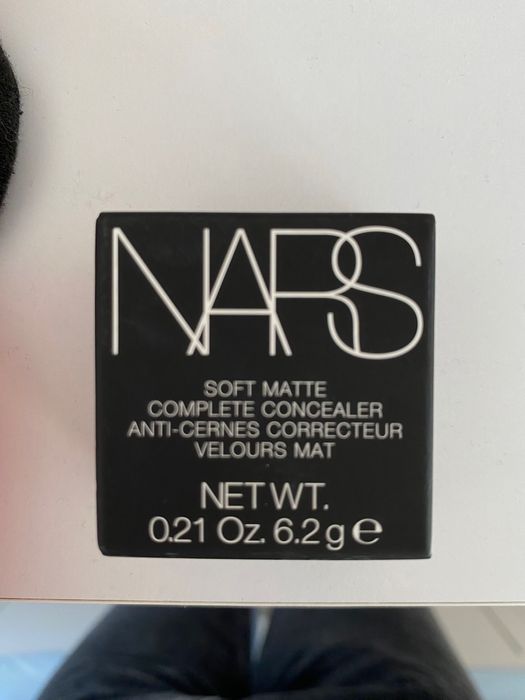 NARS
SOFT MATTE
COMPLETE CONCEALER
ANTI-CERNES CORRECTEUR
VELOURS MAT
NET WT.
0.21 Oz. 6.2 g ℮